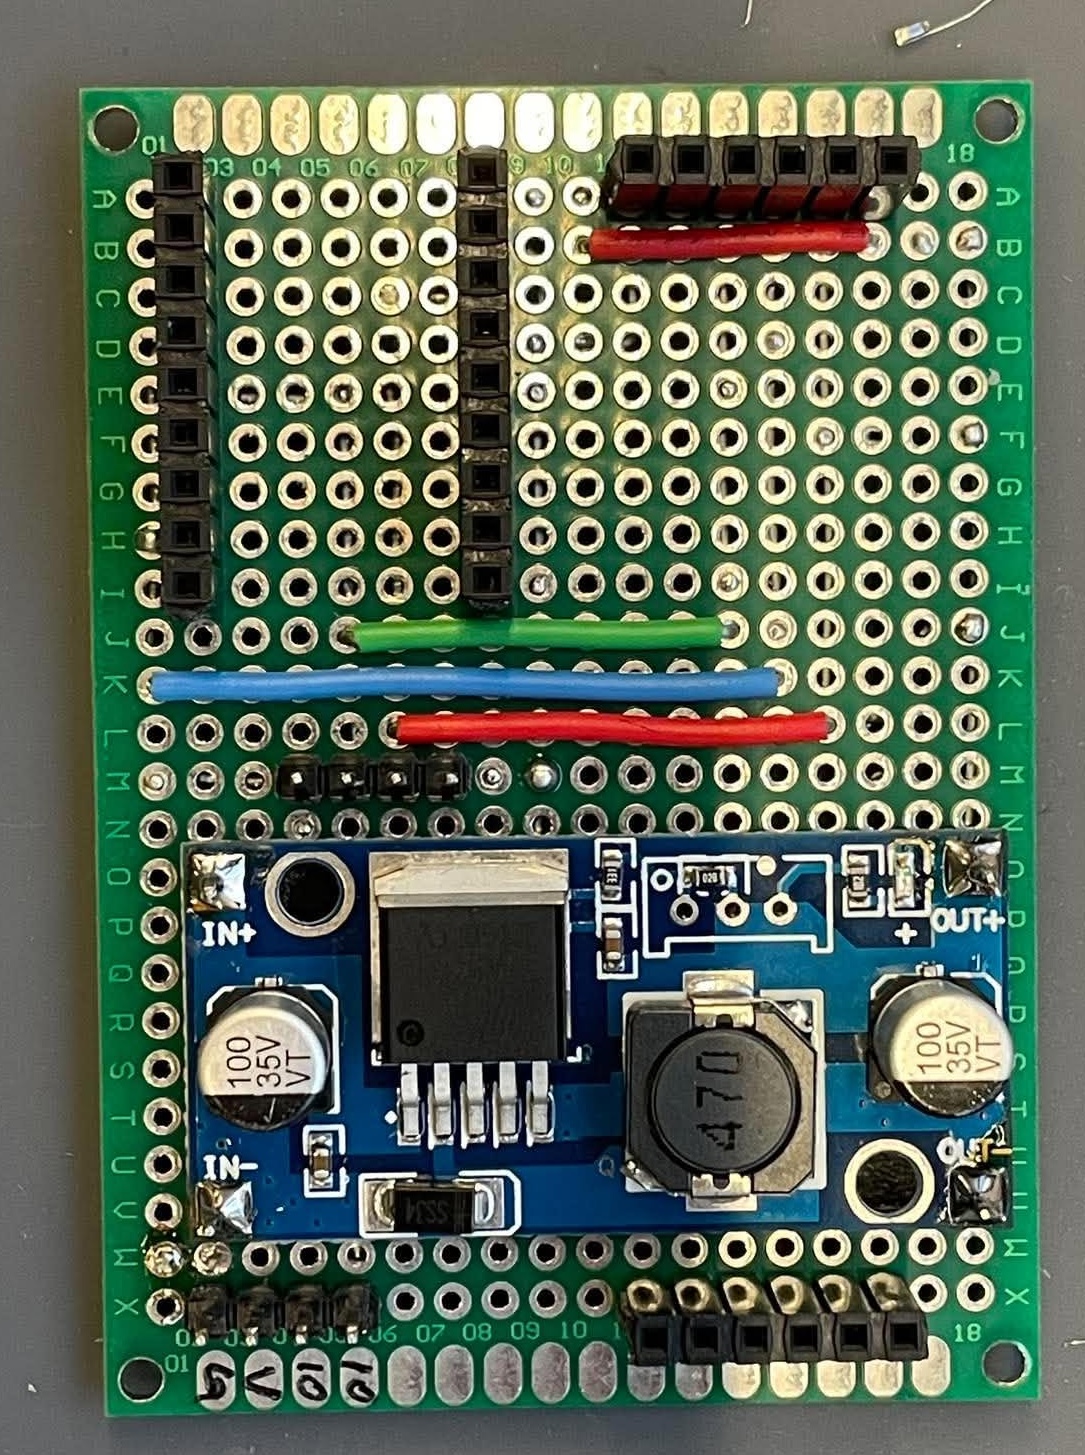 01 03 04 05 06 07 9 10 18
A A
B B
C C
D D
E E
F F
G G
H H
I I
J J
K K
L L
M M
N N
O O
IN+ + OUT+
P P
Q Q
R
100 35V VT
470
100 35V VT
S S
T T
U U
IN- OUT-
V
SS34
W W
X X
06 07 08 09 10 18
01
G V IO IO